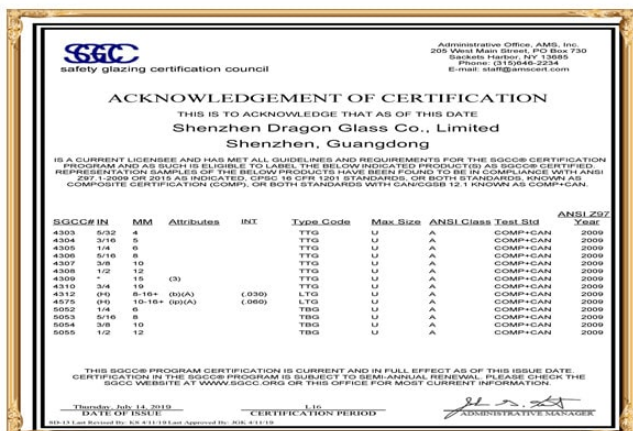 SGCC
safety glazing certification council
Administrative Office, AMS, Inc.
205 West Main Street, PO Box 730
Sackets Harbor, NY 13685
Phone: (315)646-2234
E-mail: staff@amscert.com
ACKNOWLEDGEMENT OF CERTIFICATION
THIS IS TO ACKNOWLEDGE THAT AS OF THIS DATE
Shenzhen Dragon Glass Co., Limited
Shenzhen, Guangdong
IS A CURRENT LICENSEE AND HAS MET ALL GUIDELINES AND REQUIREMENTS FOR THE SGCC® CERTIFICATION
PROGRAM AND AS SUCH IS ELIGIBLE TO LABEL THE BELOW INDICATED PRODUCT(S) AS SGCC® CERTIFIED.
REPRESENTATION SAMPLES OF THE BELOW PRODUCTS HAVE BEEN FOUND TO BE IN COMPLIANCE WITH ANSI
Z97.1-2009 OR 2015 AS INDICATED, CPSC 16 CFR 1201 STANDARDS, OR BOTH STANDARDS, KNOWN AS
COMPOSITE CERTIFICATION (COMP), OR BOTH STANDARDS WITH CAN/CGSB 12.1 KNOWN AS COMP+CAN.
SGCC# IN MM Attributes INT Type Code Max Size ANSI Class Test Std ANSI Z97 Year
4303 5/32 4 TTG U A COMP+CAN 2009
4304 3/16 5 TTG U A COMP+CAN 2009
4305 1/4 6 TTG U A COMP+CAN 2009
4306 5/16 8 TTG U A COMP+CAN 2009
4307 3/8 10 TTG U A COMP+CAN 2009
4308 1/2 12 TTG U A COMP+CAN 2009
4309 * 15 (3) TTG U A COMP+CAN 2009
4310 3/4 19 TTG U A COMP+CAN 2009
4312 (H) 8-16+ (b)(A) (.030) LTG U A COMP+CAN 2009
4575 (H) 10-16+ (ip)(A) (.060) LTG U A COMP+CAN 2009
5052 1/4 6 TBG U A COMP+CAN 2009
5053 5/16 8 TBG U A COMP+CAN 2009
5054 3/8 10 TBG U A COMP+CAN 2009
5055 1/2 12 TBG U A COMP+CAN 2009
THIS SGCC® PROGRAM CERTIFICATION IS CURRENT AND IN FULL EFFECT AS OF THIS ISSUE DATE.
CERTIFICATION IN THE SGCC® PROGRAM IS SUBJECT TO SEMI-ANNUAL RENEWAL. PLEASE CHECK THE
SGCC WEBSITE AT WWW.SGCC.ORG OR THIS OFFICE FOR MOST CURRENT INFORMATION.
Thursday, July 14, 2019
DATE OF ISSUE
L16
CERTIFICATION PERIOD
ADMINISTRATIVE MANAGER
SD-13 Last Revised By: KS 4/11/19 Last Approved By: JGK 4/11/19